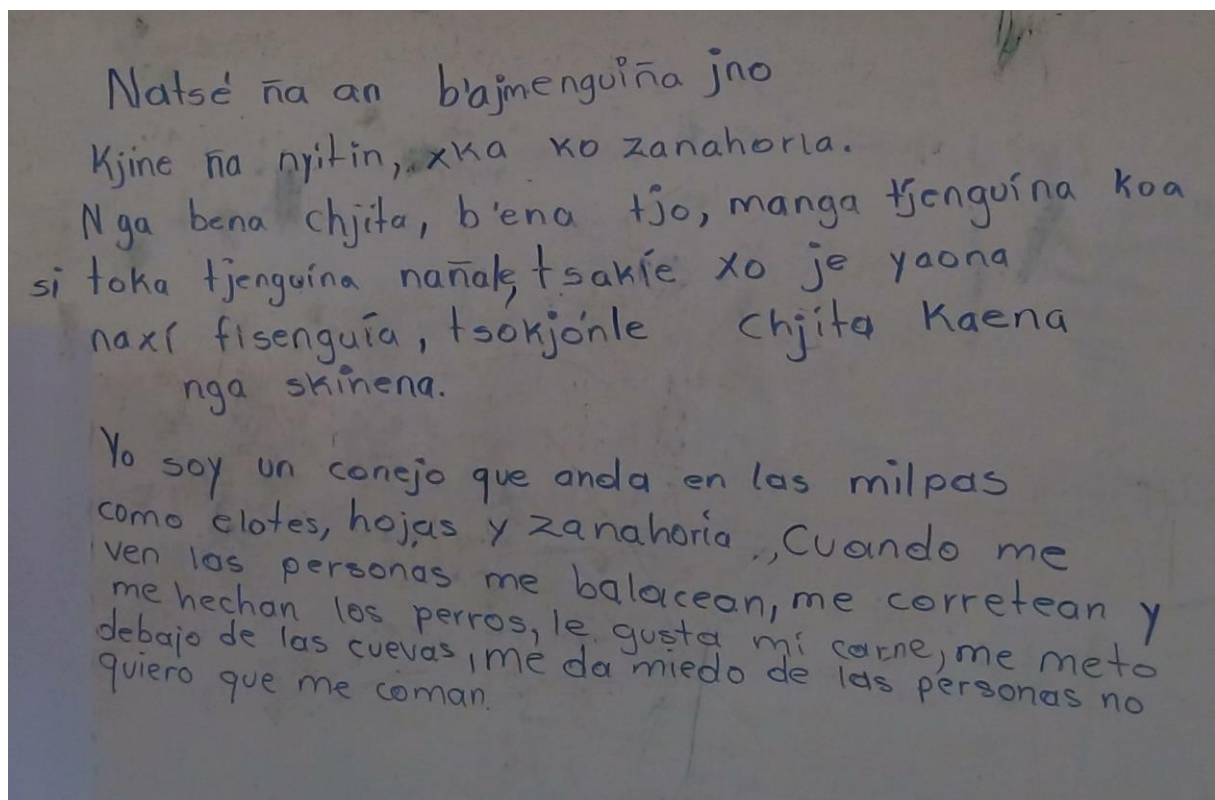 Natsé ña an b'ajmenguiña jno
Kjine ña nyitin, xka ko zanahoria.
Nga bena chjita, b'ena tjo, manga tjenguína koa
si toka tjenguína nañale, tsakíe xo je yaona
naxí fisenguía, tsókjónle chjita Kaena
nga skinena.
Yo soy un conejo que anda en las milpas
como elotes, hojas y zanahoria., Cuando me
ven las personas me balacean, me corretean y
me hechan los perros, le gusta mi carne, me meto
debajo de las cuevas, me da miedo de las personas no
quiero que me coman.